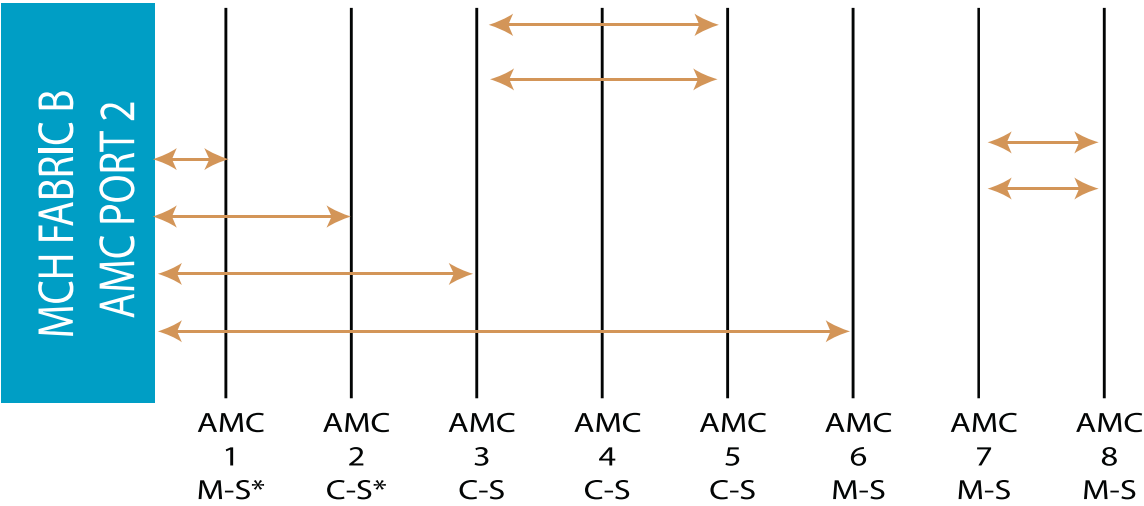 MCH FABRIC B
AMC PORT 2
AMC AMC AMC AMC AMC AMC AMC AMC
1 2 3 4 5 6 7 8
M-S* C-S* C-S C-S C-S M-S M-S M-S